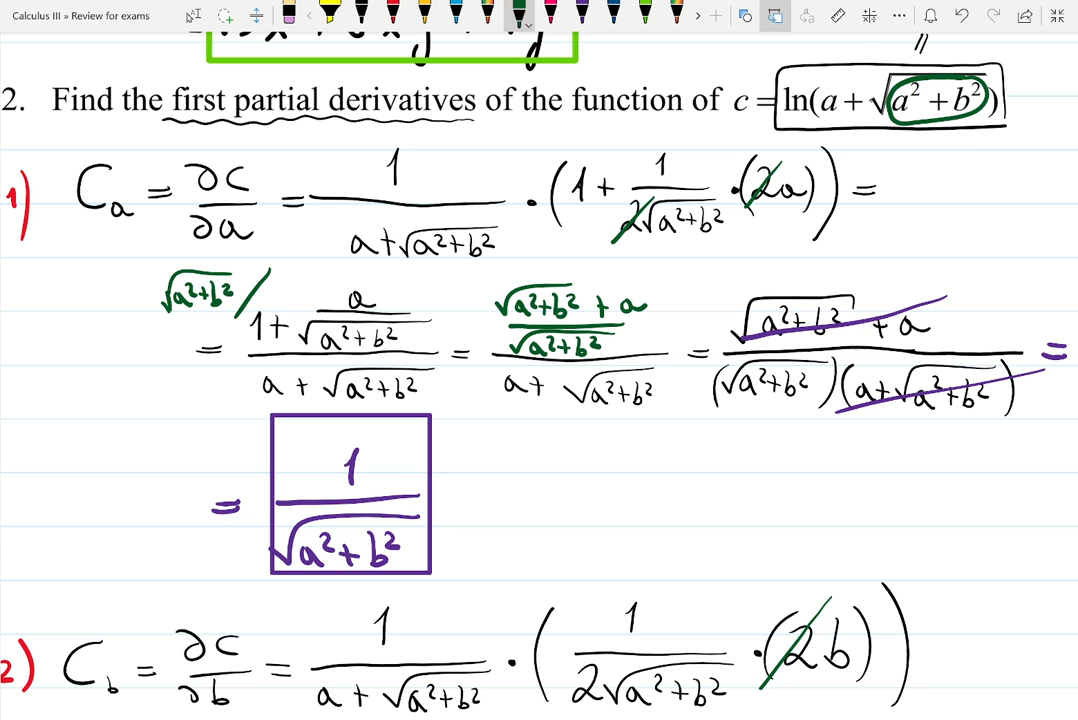 Calculus III » Review for exams
2. Find the first partial derivatives of the function of c = ln(a + √(a² + b²))
1) C_a = ∂c/∂a = 1/(a+√(a²+b²)) · (1 + 1/(2√(a²+b²)) · (2a)) =
√(a²+b²) /
= (1 + a/√(a²+b²))/(a + √(a²+b²)) = ((√(a²+b²) + a)/√(a²+b²))/(a + √(a²+b²)) = (√(a²+b²) + a)/((√(a²+b²))(a+√(a²+b²))) =
= 1/√(a²+b²)
2) C_b = ∂c/∂b = 1/(a + √(a²+b²)) · (1/(2√(a²+b²)) · (2b))